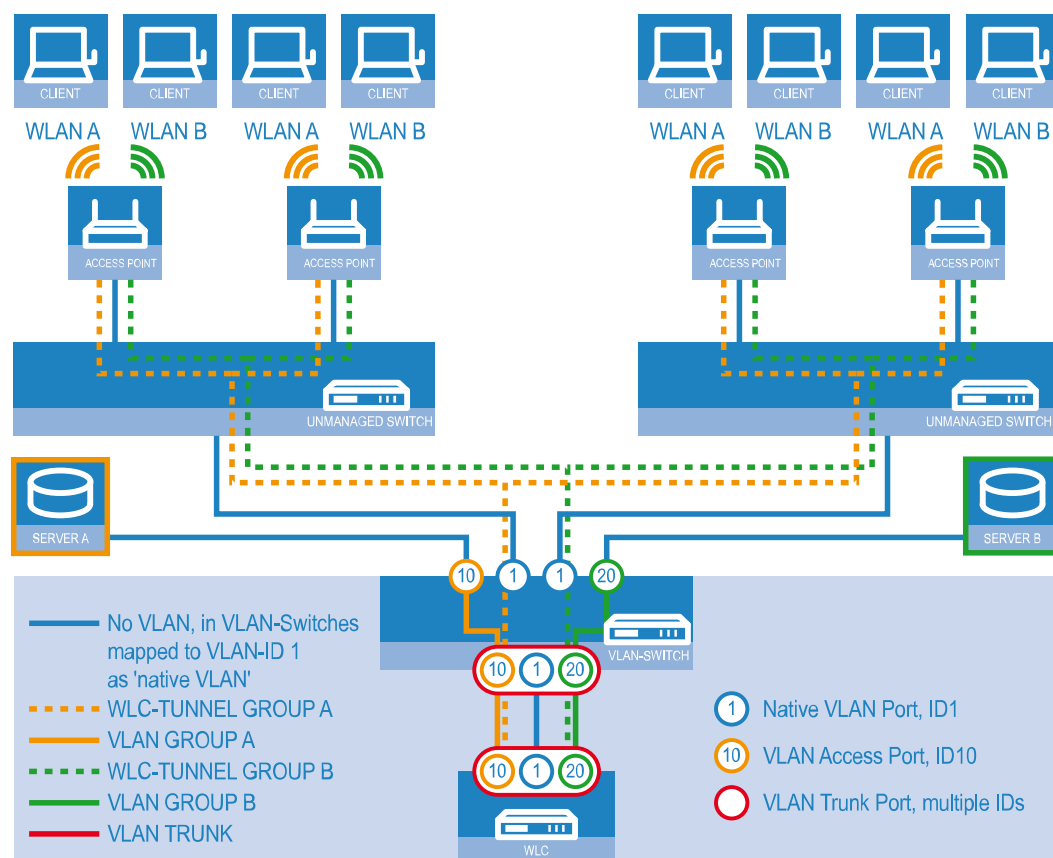 CLIENT CLIENT CLIENT CLIENT CLIENT CLIENT CLIENT CLIENT
WLAN A WLAN B WLAN A WLAN B WLAN A WLAN B WLAN A WLAN B
ACCESS POINT ACCESS POINT ACCESS POINT ACCESS POINT
UNMANAGED SWITCH UNMANAGED SWITCH
SERVER A SERVER B
10 1 1 20
VLAN-SWITCH
10 1 20
10 1 20
WLC
No VLAN, in VLAN-Switches
mapped to VLAN-ID 1
as 'native VLAN'
WLC-TUNNEL GROUP A
VLAN GROUP A
WLC-TUNNEL GROUP B
VLAN GROUP B
VLAN TRUNK
1 Native VLAN Port, ID1
10 VLAN Access Port, ID10
VLAN Trunk Port, multiple IDs